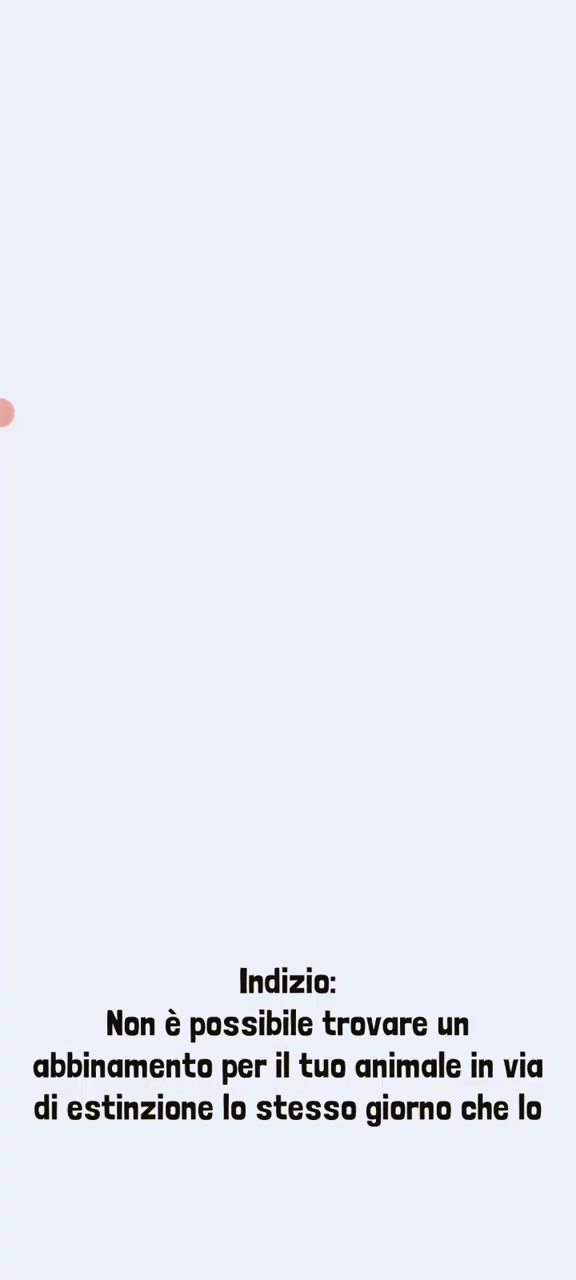 Indizio:
Non è possibile trovare un
abbinamento per il tuo animale in via
di estinzione lo stesso giorno che lo